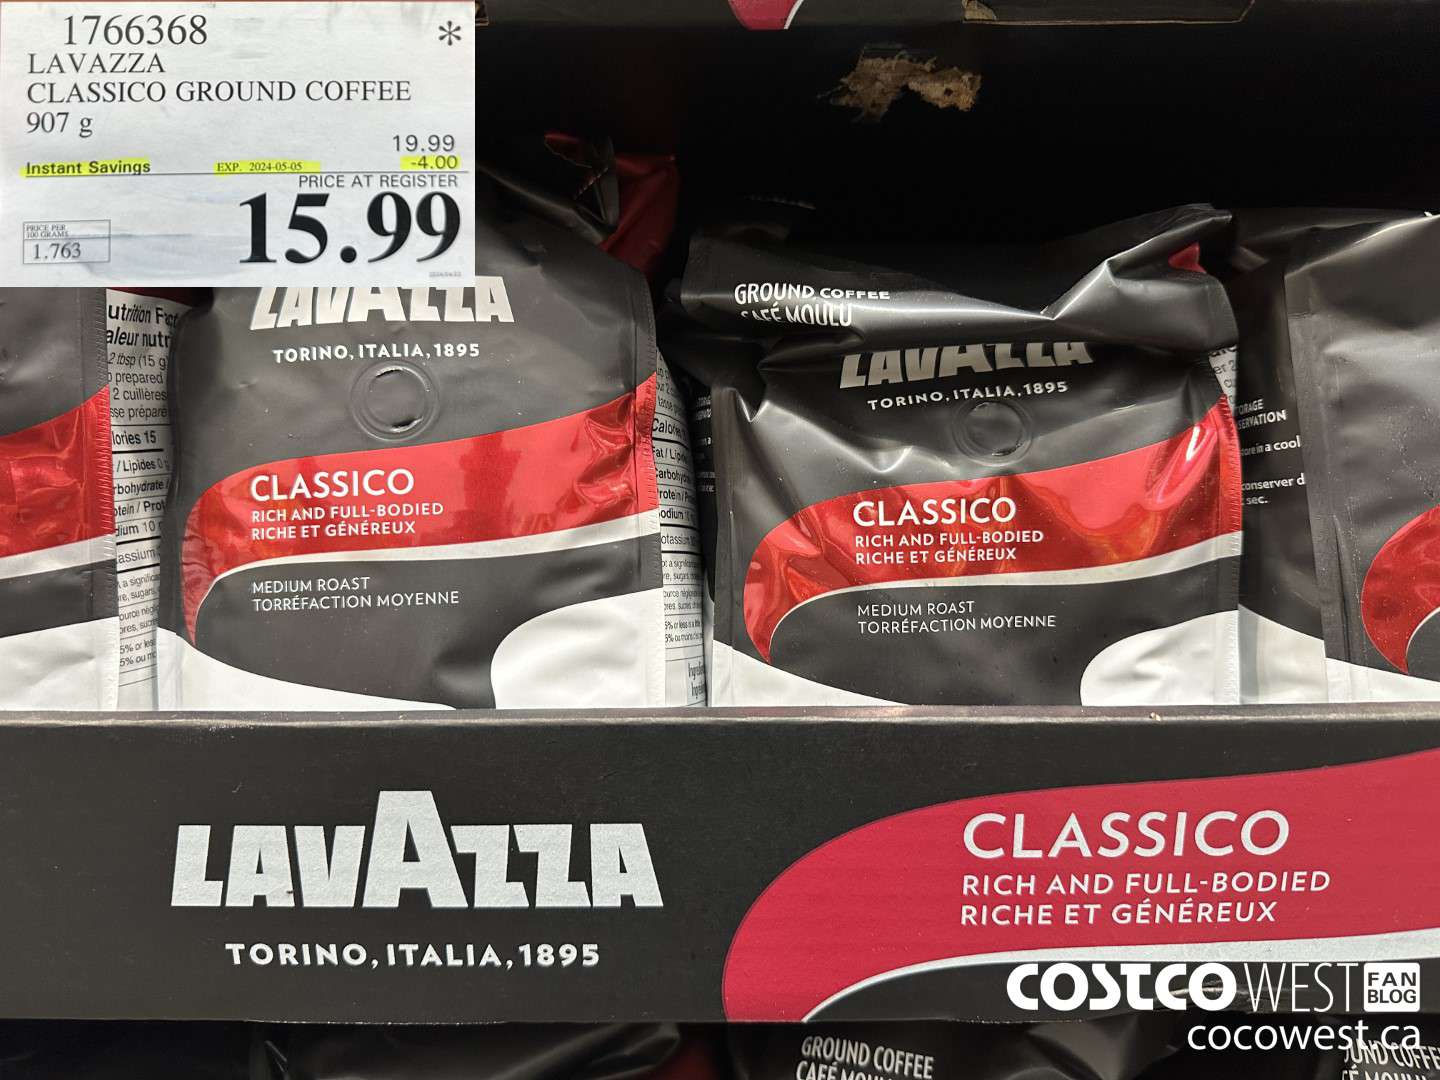 1766368 *
LAVAZZA
CLASSICO GROUND COFFEE
907 g
19.99
Instant Savings EXP. 2024-05-05 -4.00
PRICE AT REGISTER
PRICE PER
100 GRAMS
1.763
15.99
LAVAZZA
TORINO, ITALIA, 1895
CLASSICO
RICH AND FULL-BODIED
RICHE ET GÉNÉREUX
MEDIUM ROAST
TORRÉFACTION MOYENNE
GROUND COFFEE
CAFÉ MOULU
LAVAZZA
TORINO, ITALIA, 1895
CLASSICO
RICH AND FULL-BODIED
RICHE ET GÉNÉREUX
MEDIUM ROAST
TORRÉFACTION MOYENNE
LAVAZZA
TORINO, ITALIA, 1895
CLASSICO
RICH AND FULL-BODIED
RICHE ET GÉNÉREUX
COSTCO WEST FAN BLOG
cocowest.ca
GROUND COFFEE